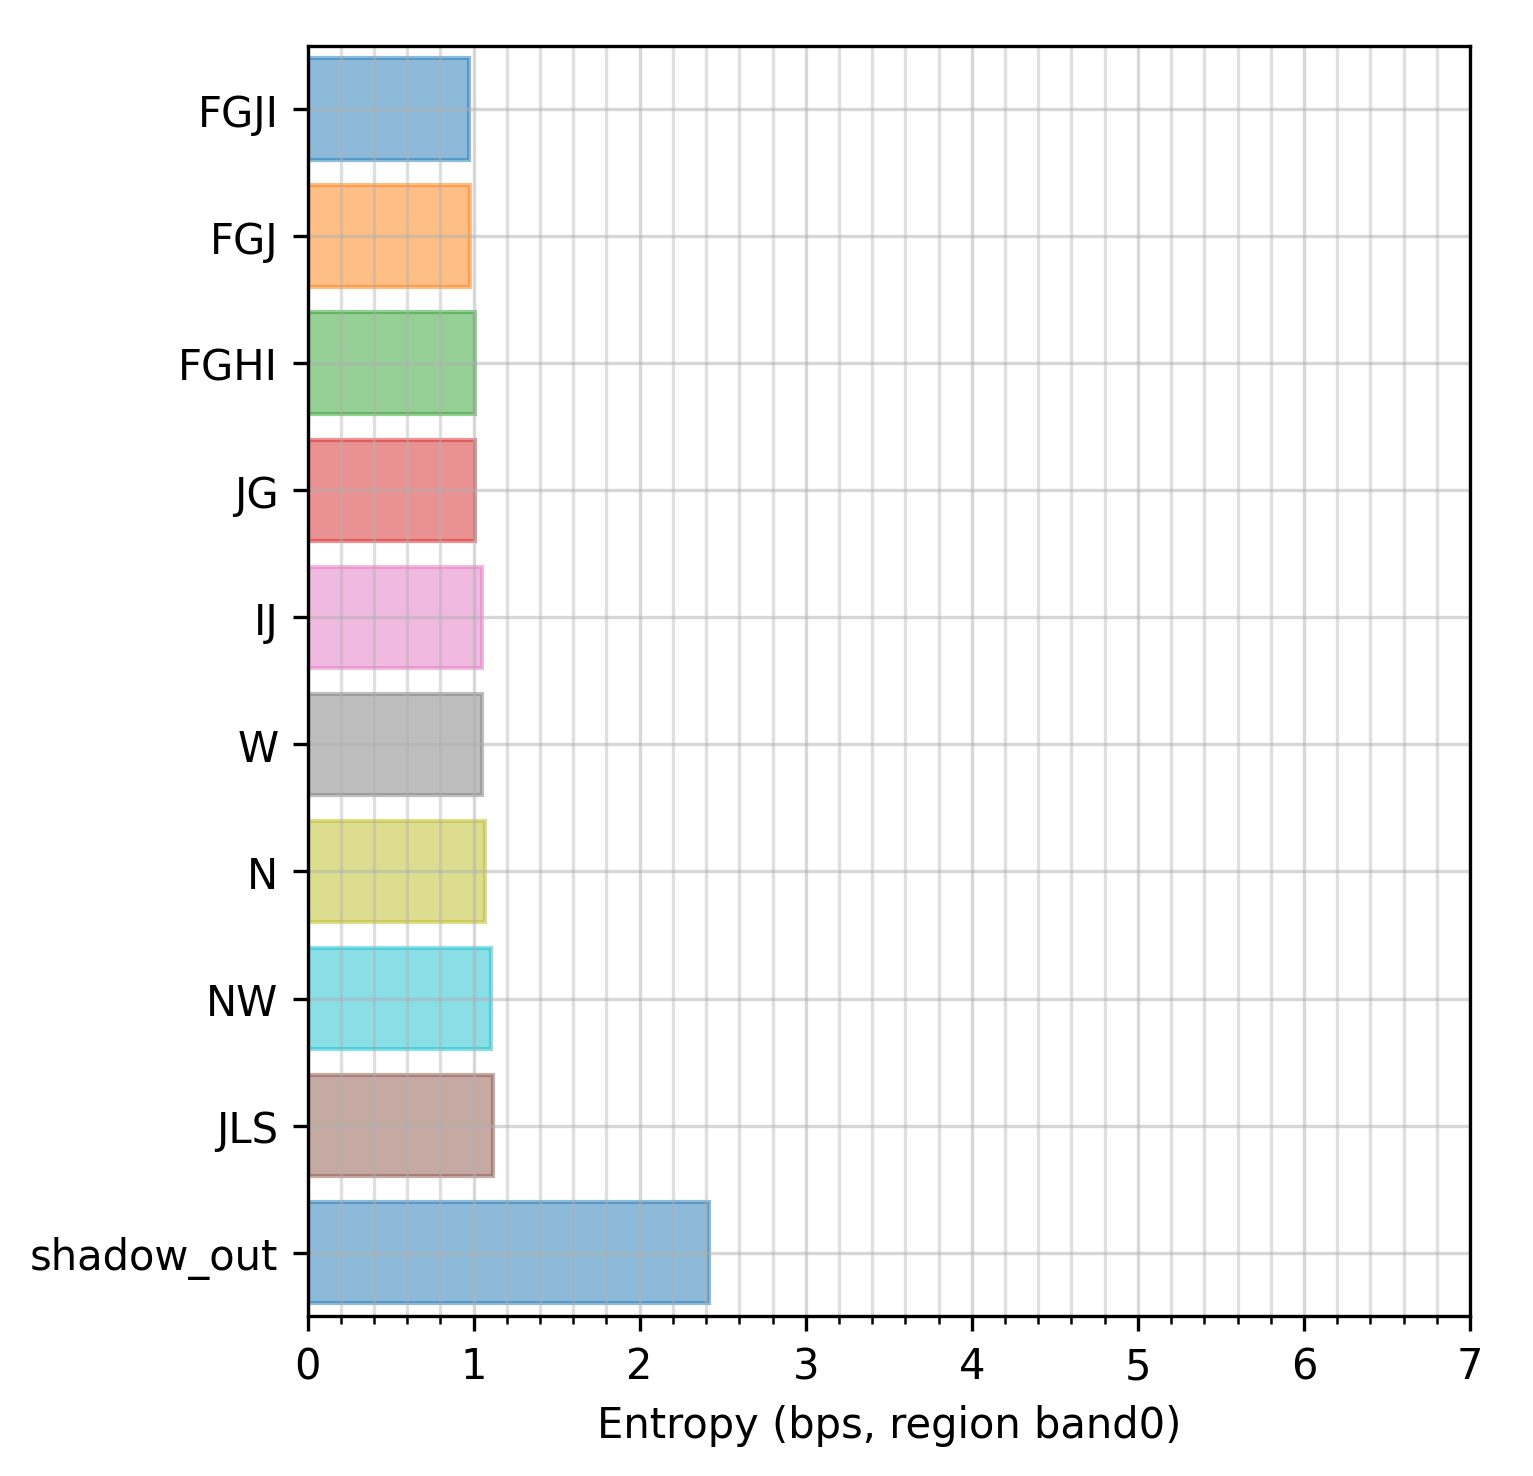 FGJI
FGJ
FGHI
JG
IJ
W
N
NW
JLS
shadow_out
0 1 2 3 4 5 6 7
Entropy (bps, region band0)